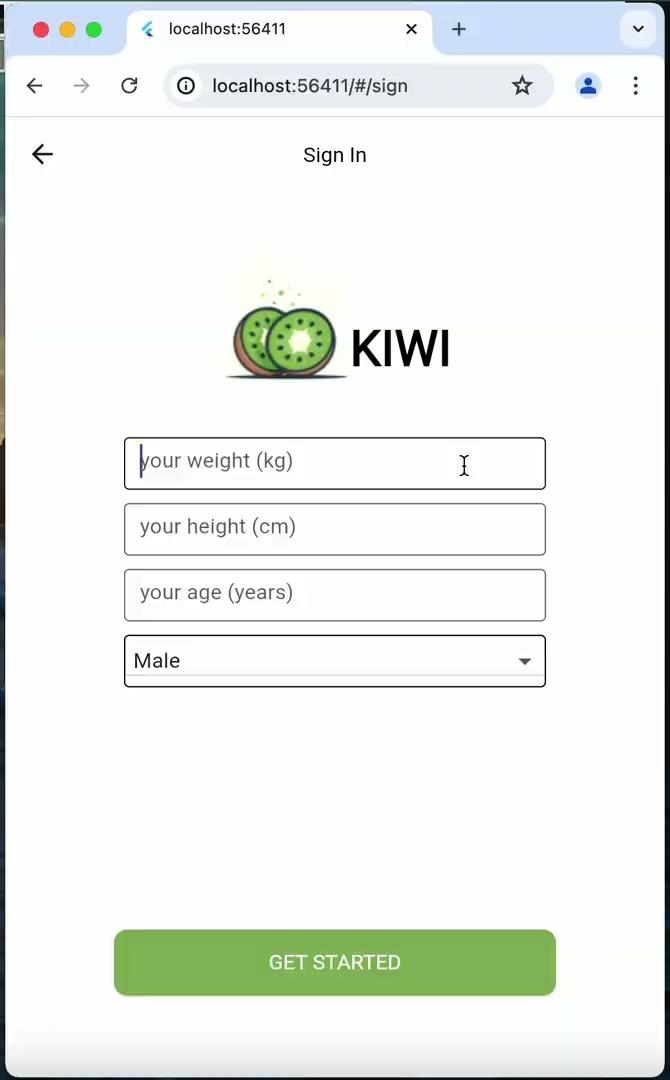 localhost:56411
localhost:56411/#/sign
Sign In
KIWI
your weight (kg)
your height (cm)
your age (years)
Male
GET STARTED